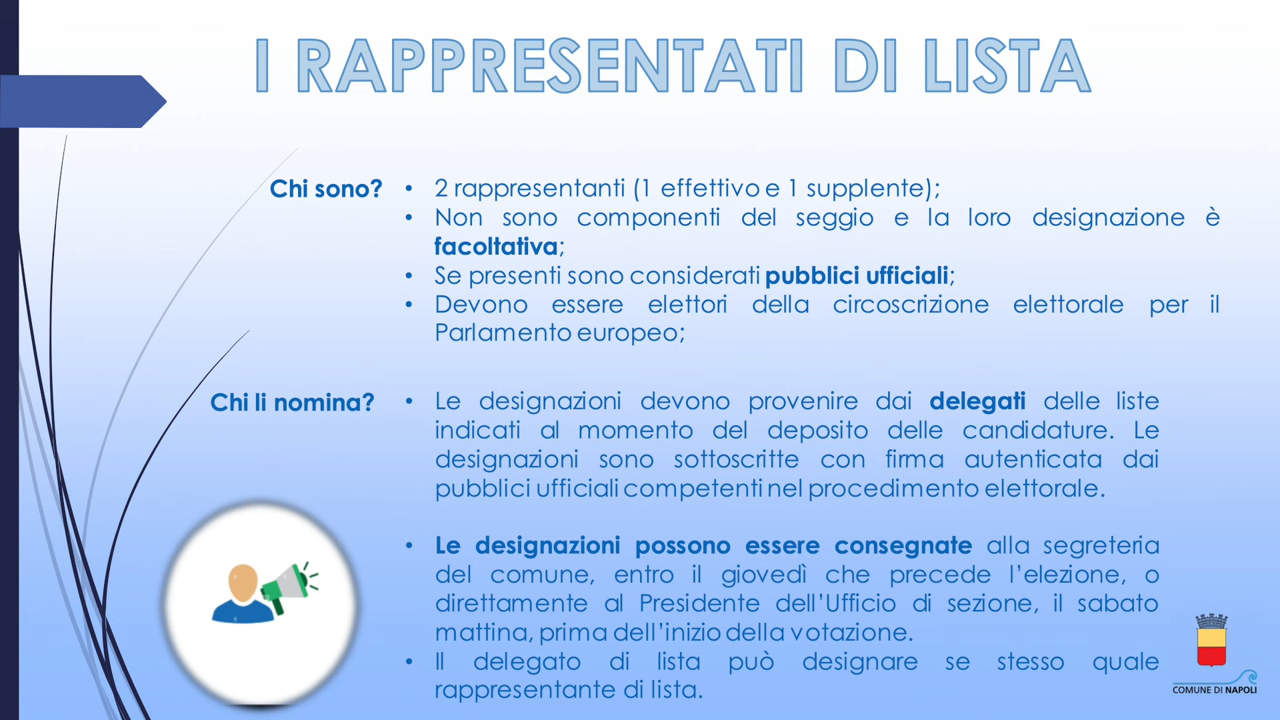 I RAPPRESENTATI DI LISTA
Chi sono?
• 2 rappresentanti (1 effettivo e 1 supplente);
• Non sono componenti del seggio e la loro designazione è
facoltativa;
• Se presenti sono considerati pubblici ufficiali;
• Devono essere elettori della circoscrizione elettorale per il
Parlamento europeo;
Chi li nomina?
• Le designazioni devono provenire dai delegati delle liste
indicati al momento del deposito delle candidature. Le
designazioni sono sottoscritte con firma autenticata dai
pubblici ufficiali competenti nel procedimento elettorale.
• Le designazioni possono essere consegnate alla segreteria
del comune, entro il giovedì che precede l'elezione, o
direttamente al Presidente dell'Ufficio di sezione, il sabato
mattina, prima dell'inizio della votazione.
• Il delegato di lista può designare se stesso quale
rappresentante di lista.
COMUNE DI NAPOLI